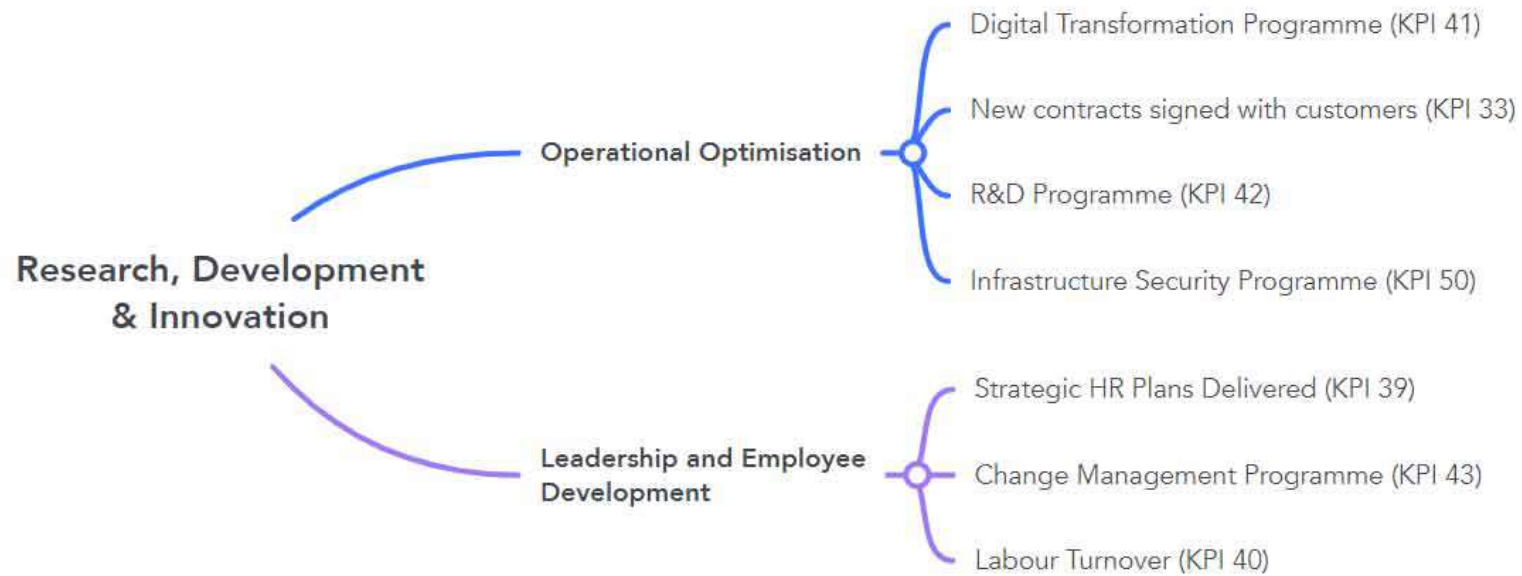 Research, Development
& Innovation
Operational Optimisation
Digital Transformation Programme (KPI 41)
New contracts signed with customers (KPI 33)
R&D Programme (KPI 42)
Infrastructure Security Programme (KPI 50)
Leadership and Employee
Development
Strategic HR Plans Delivered (KPI 39)
Change Management Programme (KPI 43)
Labour Turnover (KPI 40)